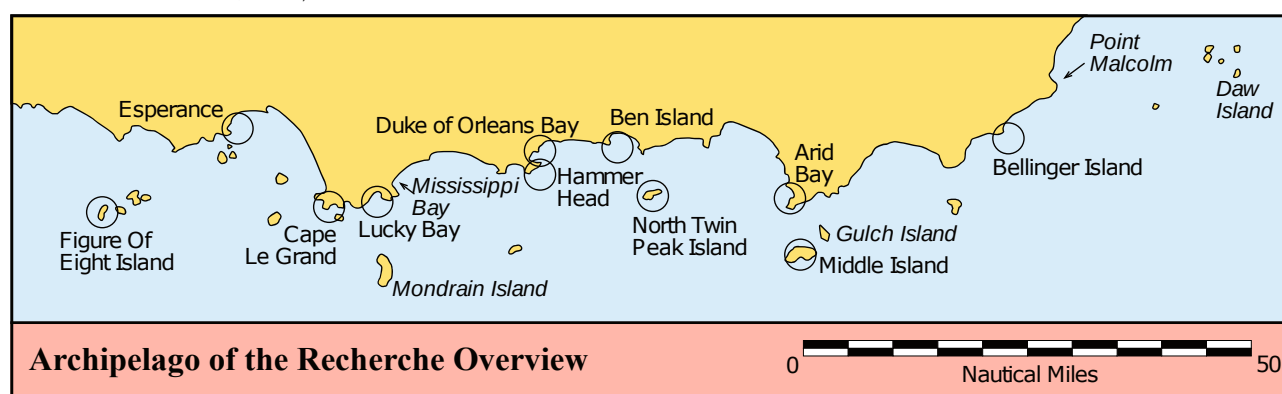 Point
Malcolm
Daw
Island
Esperance
Duke of Orleans Bay
Ben Island
Arid
Bay
Bellinger Island
Mississippi
Bay
Hammer
Head
Figure Of
Eight Island
Cape
Le Grand
Lucky Bay
North Twin
Peak Island
Gulch Island
Middle Island
Mondrain Island
Archipelago of the Recherche Overview
0
50
Nautical Miles